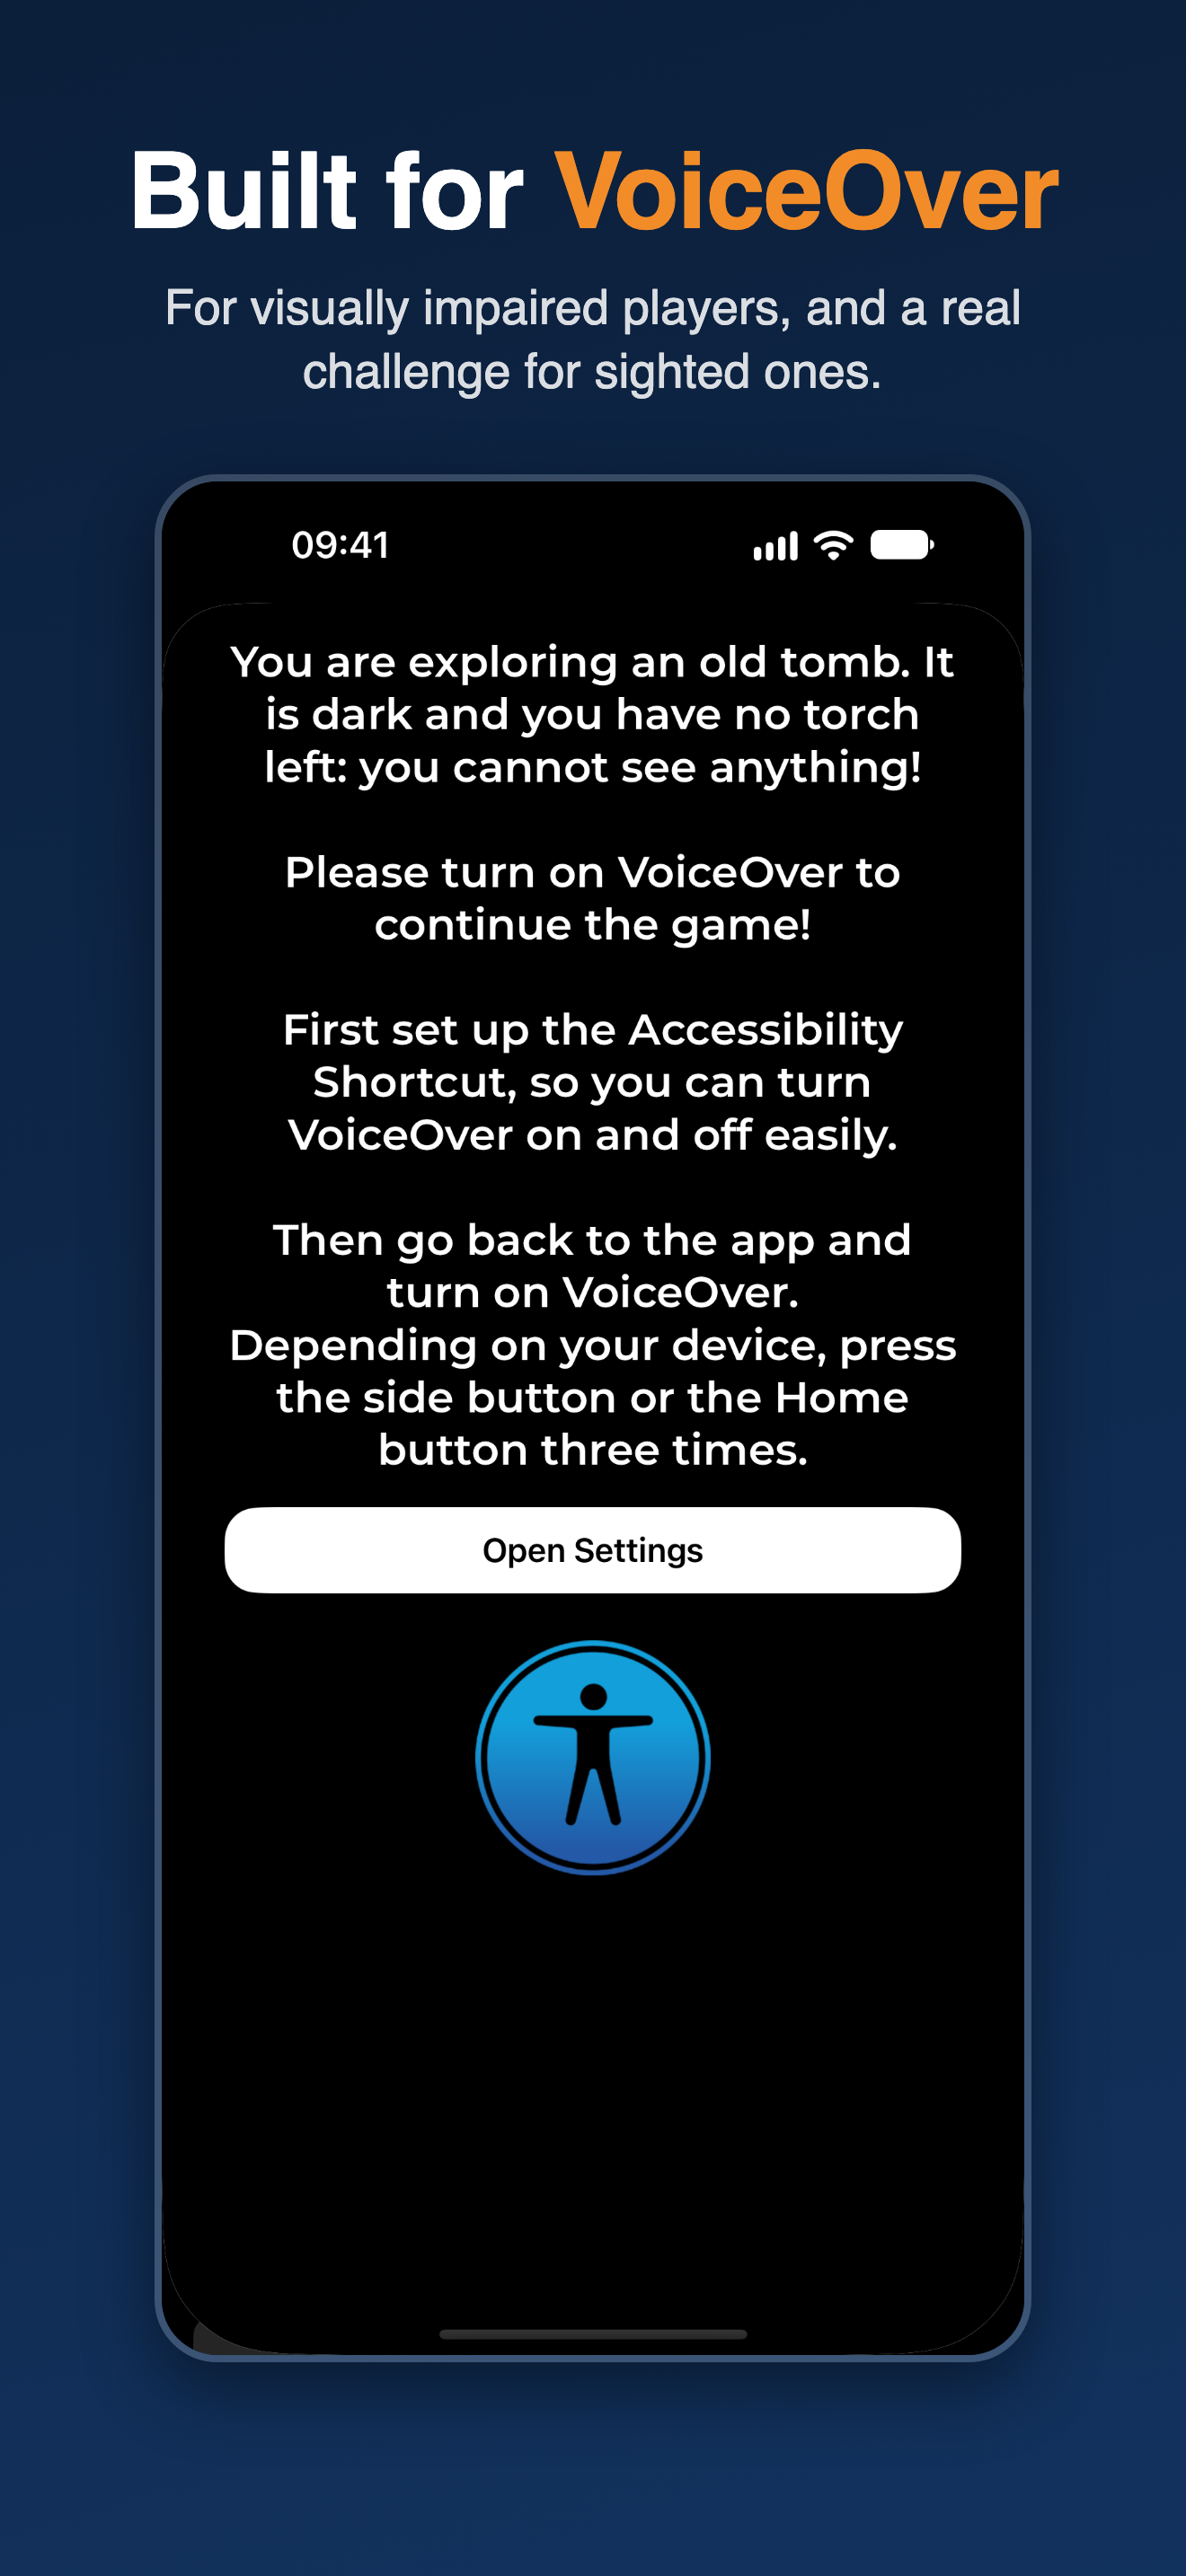 Built for VoiceOver
For visually impaired players, and a real
challenge for sighted ones.
09:41
You are exploring an old tomb. It
is dark and you have no torch
left: you cannot see anything!
Please turn on VoiceOver to
continue the game!
First set up the Accessibility
Shortcut, so you can turn
VoiceOver on and off easily.
Then go back to the app and
turn on VoiceOver.
Depending on your device, press
the side button or the Home
button three times.
Open Settings